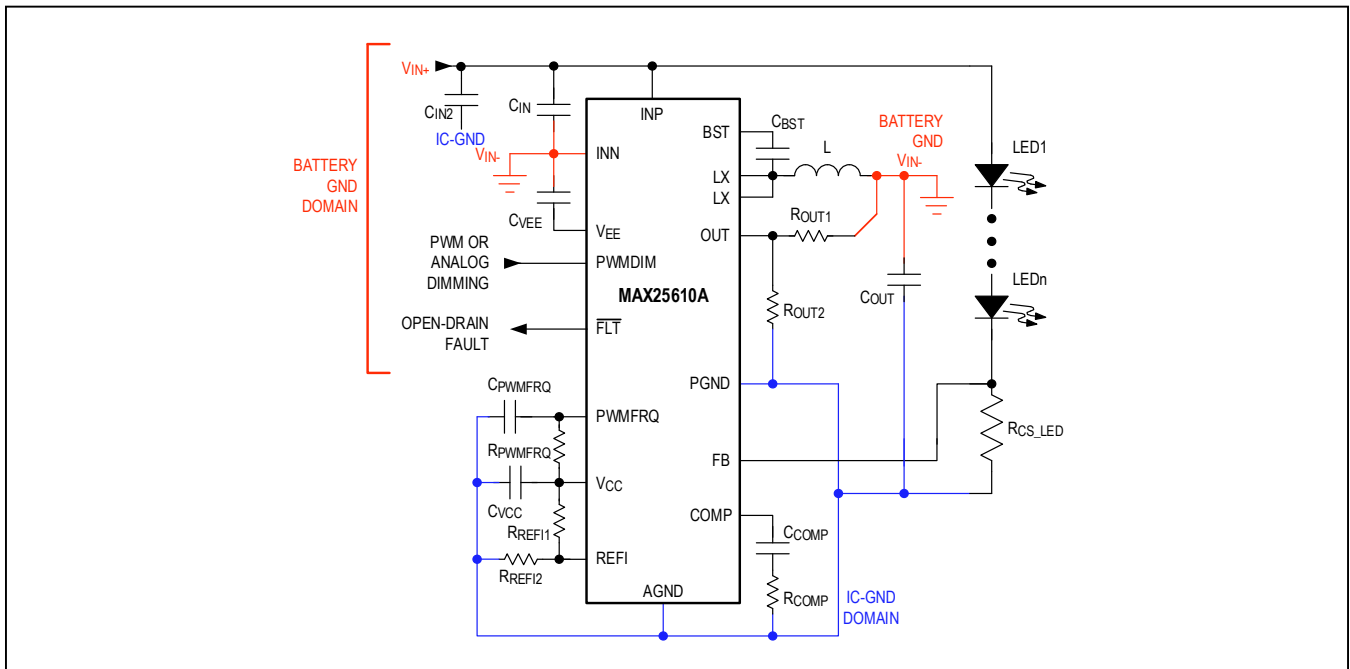 VIN+
CIN2
IC-GND
CIN
VIN-
BATTERY
GND
DOMAIN
CVEE
PWM OR
ANALOG
DIMMING
OPEN-DRAIN
FAULT
CPWMFRQ
RPWMFRQ
CVCC
RREFI1
RREFI2
INP
INN
VEE
PWMDIM
FLT
PWMFRQ
VCC
REFI
AGND
MAX25610A
BST
LX
LX
OUT
PGND
FB
COMP
CBST
L
BATTERY
GND
VIN-
ROUT1
ROUT2
COUT
CCOMP
RCOMP
IC-GND
DOMAIN
LED1
LEDn
RCS_LED